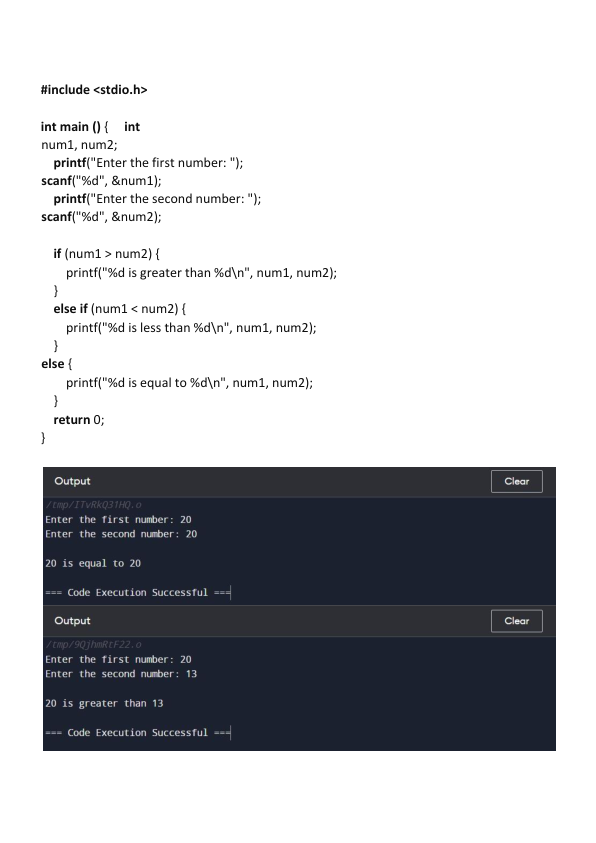 #include <stdio.h>
int main () {    int
num1, num2;
printf("Enter the first number: ");
scanf("%d", &num1);
printf("Enter the second number: ");
scanf("%d", &num2);
if (num1 > num2) {
printf("%d is greater than %d\n", num1, num2);
}
else if (num1 < num2) {
printf("%d is less than %d\n", num1, num2);
}
else {
printf("%d is equal to %d\n", num1, num2);
}
return 0;
}
Output Clear
/tmp/ITvRkQ31HQ.o
Enter the first number: 20
Enter the second number: 20
20 is equal to 20
=== Code Execution Successful ===
Output Clear
/tmp/9QjhmRtF22.o
Enter the first number: 20
Enter the second number: 13
20 is greater than 13
=== Code Execution Successful ===